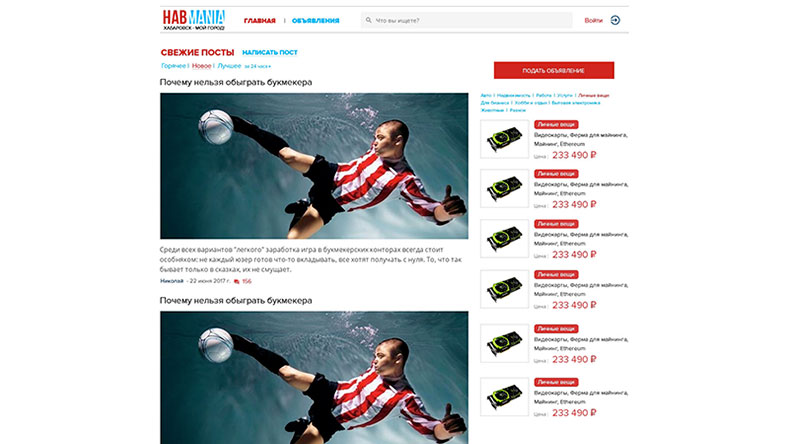 HABMANIA
ХАБАРОВСК - МОЙ ГОРОД!
ГЛАВНАЯ | ОБЪЯВЛЕНИЯ
Что вы ищете?
Войти
СВЕЖИЕ ПОСТЫ НАПИСАТЬ ПОСТ
Горячее | Новое | Лучшее за 24 часа
Почему нельзя обыграть букмекера
Среди всех вариантов "легкого" заработка игра в букмекерских конторах всегда стоит
особняком: не каждый юзер готов что-то вкладывать, все хотят получать с нуля. То, что так
бывает только в сказках, их не смущает.
Николай - 22 июня 2017 г. 156
Почему нельзя обыграть букмекера
ПОДАТЬ ОБЪЯВЛЕНИЕ
Авто | Недвижимость | Работа | Услуги | Личные вещи
Для бизнеса | Хобби и отдых | Бытовая электроника
Животные | Разное
Личные вещи
Видеокарты, Ферма для майнинга,
Майнинг, Ethereum
Цена: 233 490 ₽
Личные вещи
Видеокарты, Ферма для майнинга,
Майнинг, Ethereum
Цена: 233 490 ₽
Личные вещи
Видеокарты, Ферма для майнинга,
Майнинг, Ethereum
Цена: 233 490 ₽
Личные вещи
Видеокарты, Ферма для майнинга,
Майнинг, Ethereum
Цена: 233 490 ₽
Личные вещи
Видеокарты, Ферма для майнинга,
Майнинг, Ethereum
Цена: 233 490 ₽
Личные вещи
Видеокарты, Ферма для майнинга,
Майнинг, Ethereum
Цена: 233 490 ₽